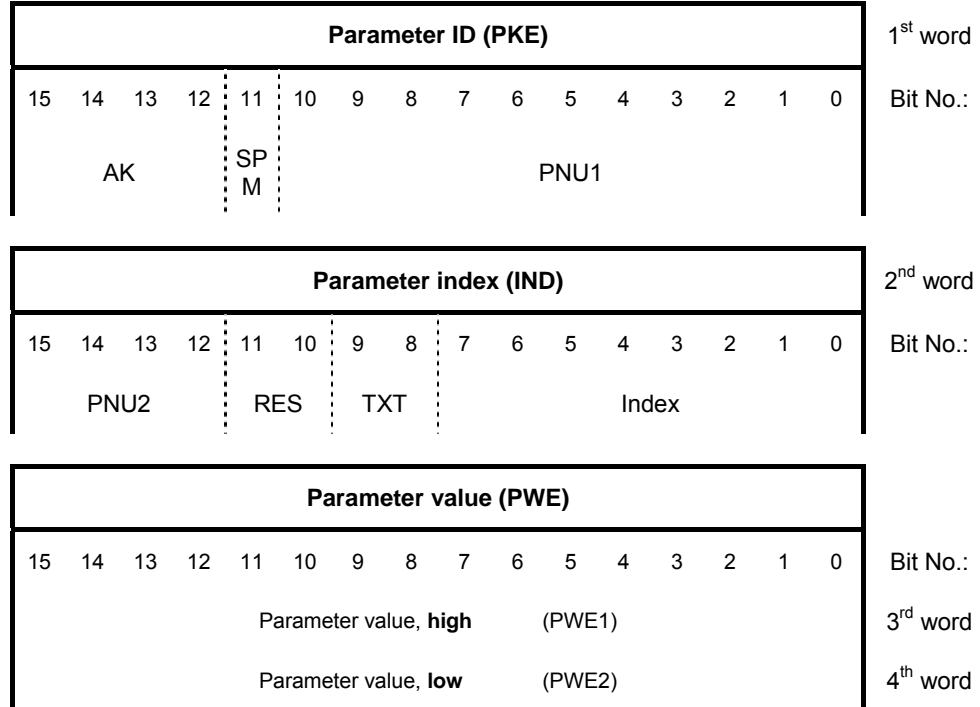 Parameter ID (PKE) 1st word
15 14 13 12 11 10 9 8 7 6 5 4 3 2 1 0 Bit No.:
AK SP M PNU1
Parameter index (IND) 2nd word
15 14 13 12 11 10 9 8 7 6 5 4 3 2 1 0 Bit No.:
PNU2 RES TXT Index
Parameter value (PWE)
15 14 13 12 11 10 9 8 7 6 5 4 3 2 1 0 Bit No.:
Parameter value, high (PWE1) 3rd word
Parameter value, low (PWE2) 4th word